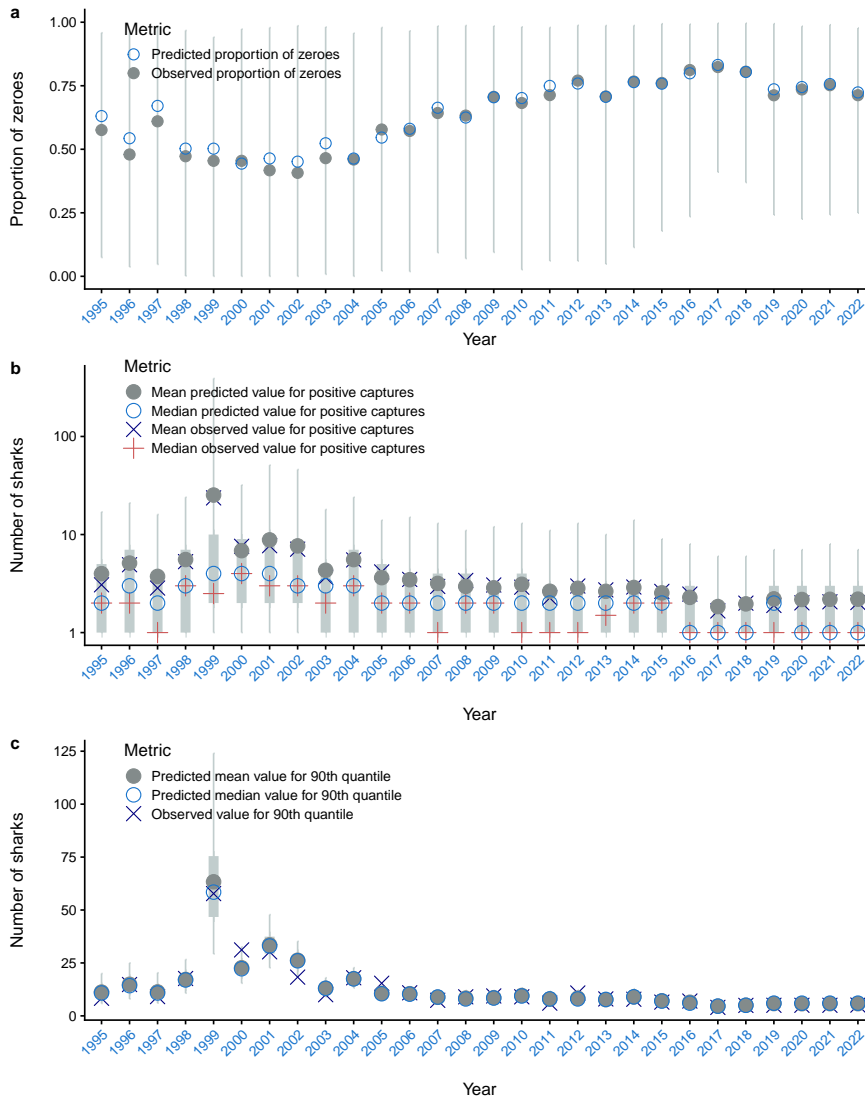 a
Metric
Predicted proportion of zeroes
Observed proportion of zeroes
Proportion of zeroes
1.00
0.75
0.50
0.25
0.00
1995 1996 1997 1998 1999 2000 2001 2002 2003 2004 2005 2006 2007 2008 2009 2010 2011 2012 2013 2014 2015 2016 2017 2018 2019 2020 2021 2022
Year
b
Metric
Mean predicted value for positive captures
Median predicted value for positive captures
Mean observed value for positive captures
Median observed value for positive captures
Number of sharks
100
10
1
1995 1996 1997 1998 1999 2000 2001 2002 2003 2004 2005 2006 2007 2008 2009 2010 2011 2012 2013 2014 2015 2016 2017 2018 2019 2020 2021 2022
Year
c
Metric
Predicted mean value for 90th quantile
Predicted median value for 90th quantile
Observed value for 90th quantile
Number of sharks
125
100
75
50
25
0
1995 1996 1997 1998 1999 2000 2001 2002 2003 2004 2005 2006 2007 2008 2009 2010 2011 2012 2013 2014 2015 2016 2017 2018 2019 2020 2021 2022
Year